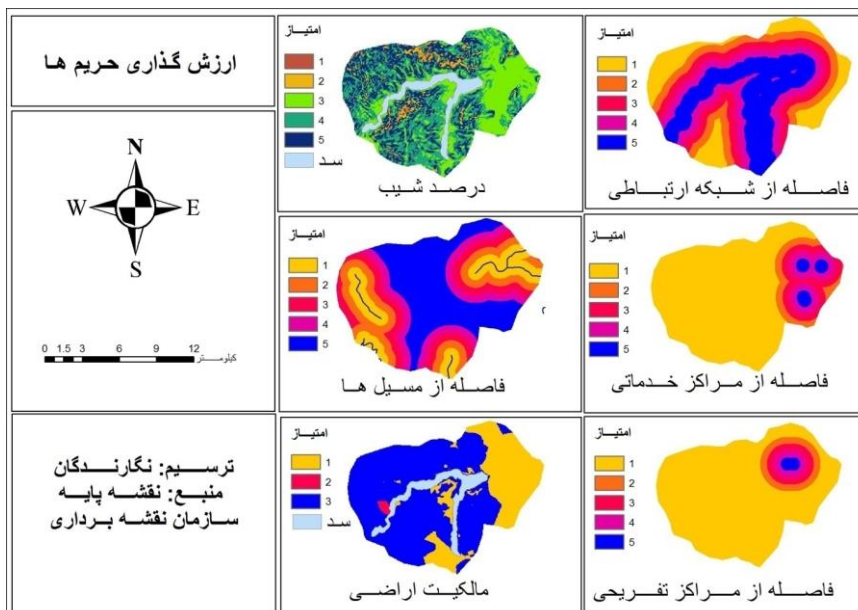 ارزش گذاری حریم ها
N
W E
S
0 1.5 3 6 9 12
کیلومتر
ترسیم: نگارندگان
منبع: نقشه پایه
سازمان نقشه برداری
امتیاز
1
2
3
4
5
سد
درصد شیب
امتیاز
1
2
3
4
5
فاصله از شبکه ارتباطی
امتیاز
1
2
3
4
5
فاصله از مسیل ها
امتیاز
1
2
3
4
5
فاصله از مراکز خدماتی
امتیاز
1
2
3
سد
مالکیت اراضی
امتیاز
1
2
3
4
5
فاصله از مراکز تفریحی